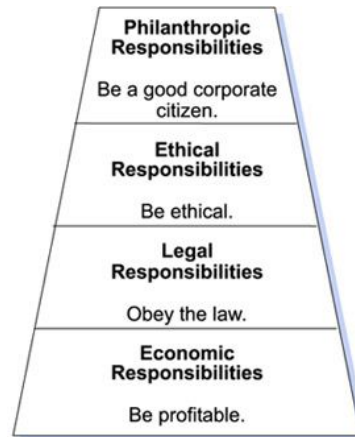 Philanthropic
Responsibilities
Be a good corporate
citizen.
Ethical
Responsibilities
Be ethical.
Legal
Responsibilities
Obey the law.
Economic
Responsibilities
Be profitable.